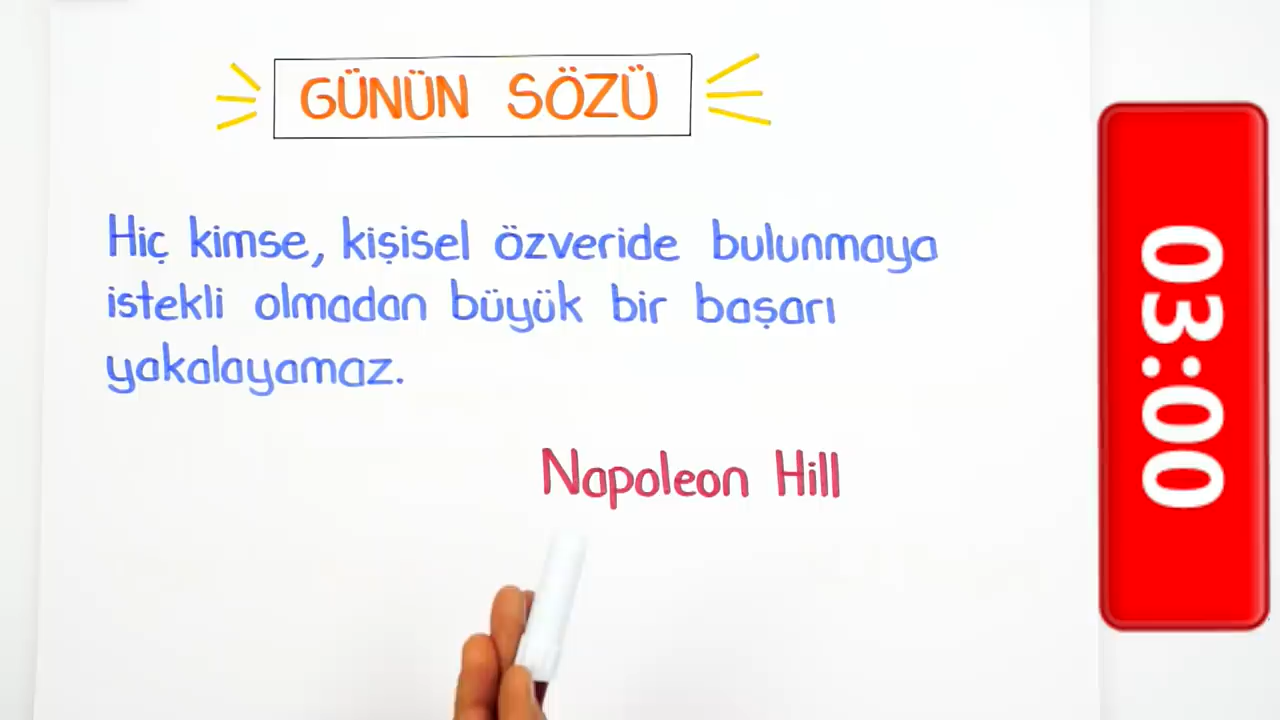 GÜNÜN SÖZÜ
Hiç kimse, kişisel özveride bulunmaya
istekli olmadan büyük bir başarı
yakalayamaz.
Napoleon Hill
03:00